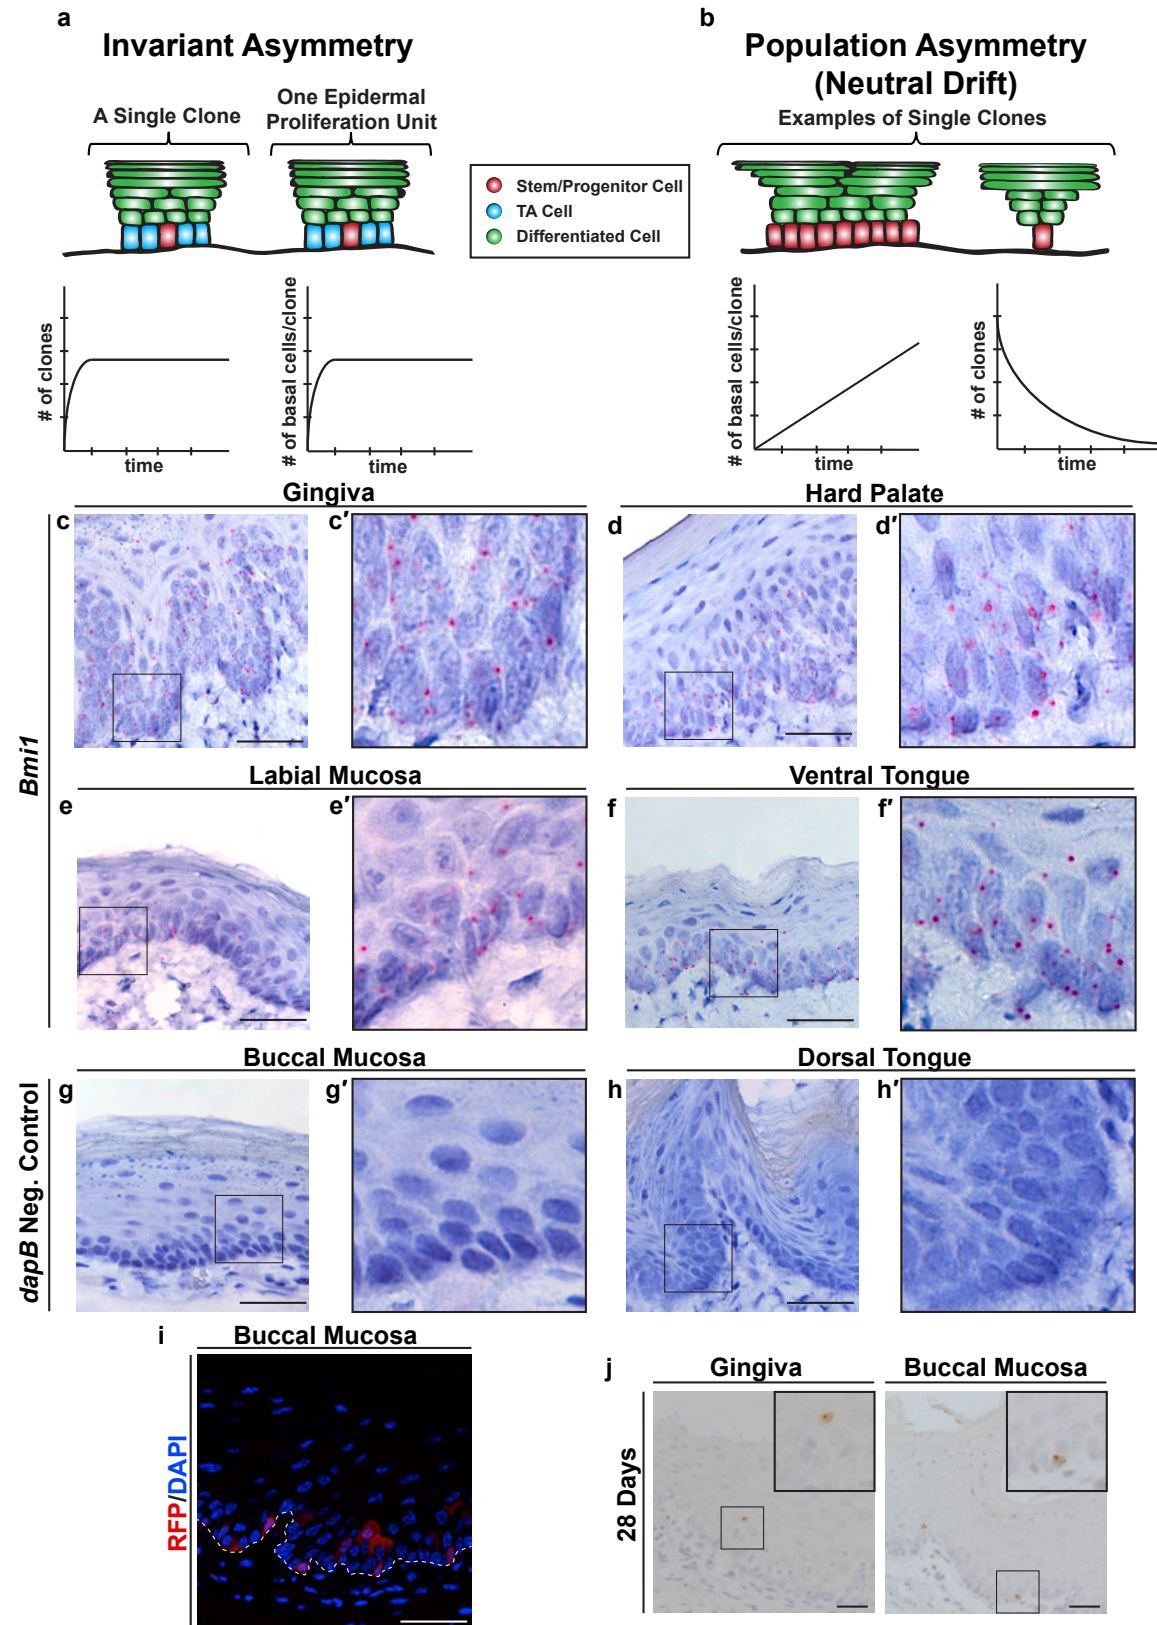 a
Invariant Asymmetry
A Single Clone
One Epidermal
Proliferation Unit
b
Population Asymmetry
(Neutral Drift)
Examples of Single Clones
Stem/Progenitor Cell
TA Cell
Differentiated Cell
# of clones
time
# of basal cells/clone
time
# of basal cells/clone
time
# of clones
time
Gingiva
Hard Palate
Bmi1
c
c′
d
d′
Labial Mucosa
Ventral Tongue
e
e′
f
f′
Buccal Mucosa
Dorsal Tongue
dapB Neg. Control
g
g′
h
h′
i
Buccal Mucosa
RFP/DAPI
j
Gingiva
Buccal Mucosa
28 Days